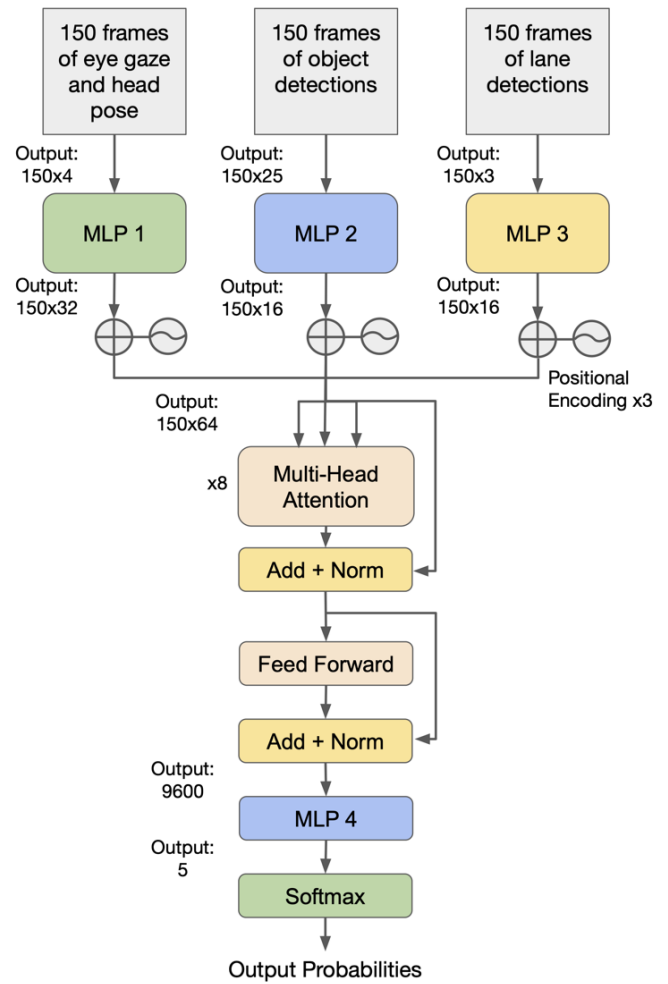 150 frames
of eye gaze
and head
pose
150 frames
of object
detections
150 frames
of lane
detections
Output:
150x4
Output:
150x25
Output:
150x3
MLP 1
MLP 2
MLP 3
Output:
150x32
Output:
150x16
Output:
150x16
Positional
Encoding x3
Output:
150x64
x8
Multi-Head
Attention
Add + Norm
Feed Forward
Add + Norm
Output:
9600
MLP 4
Output:
5
Softmax
Output Probabilities